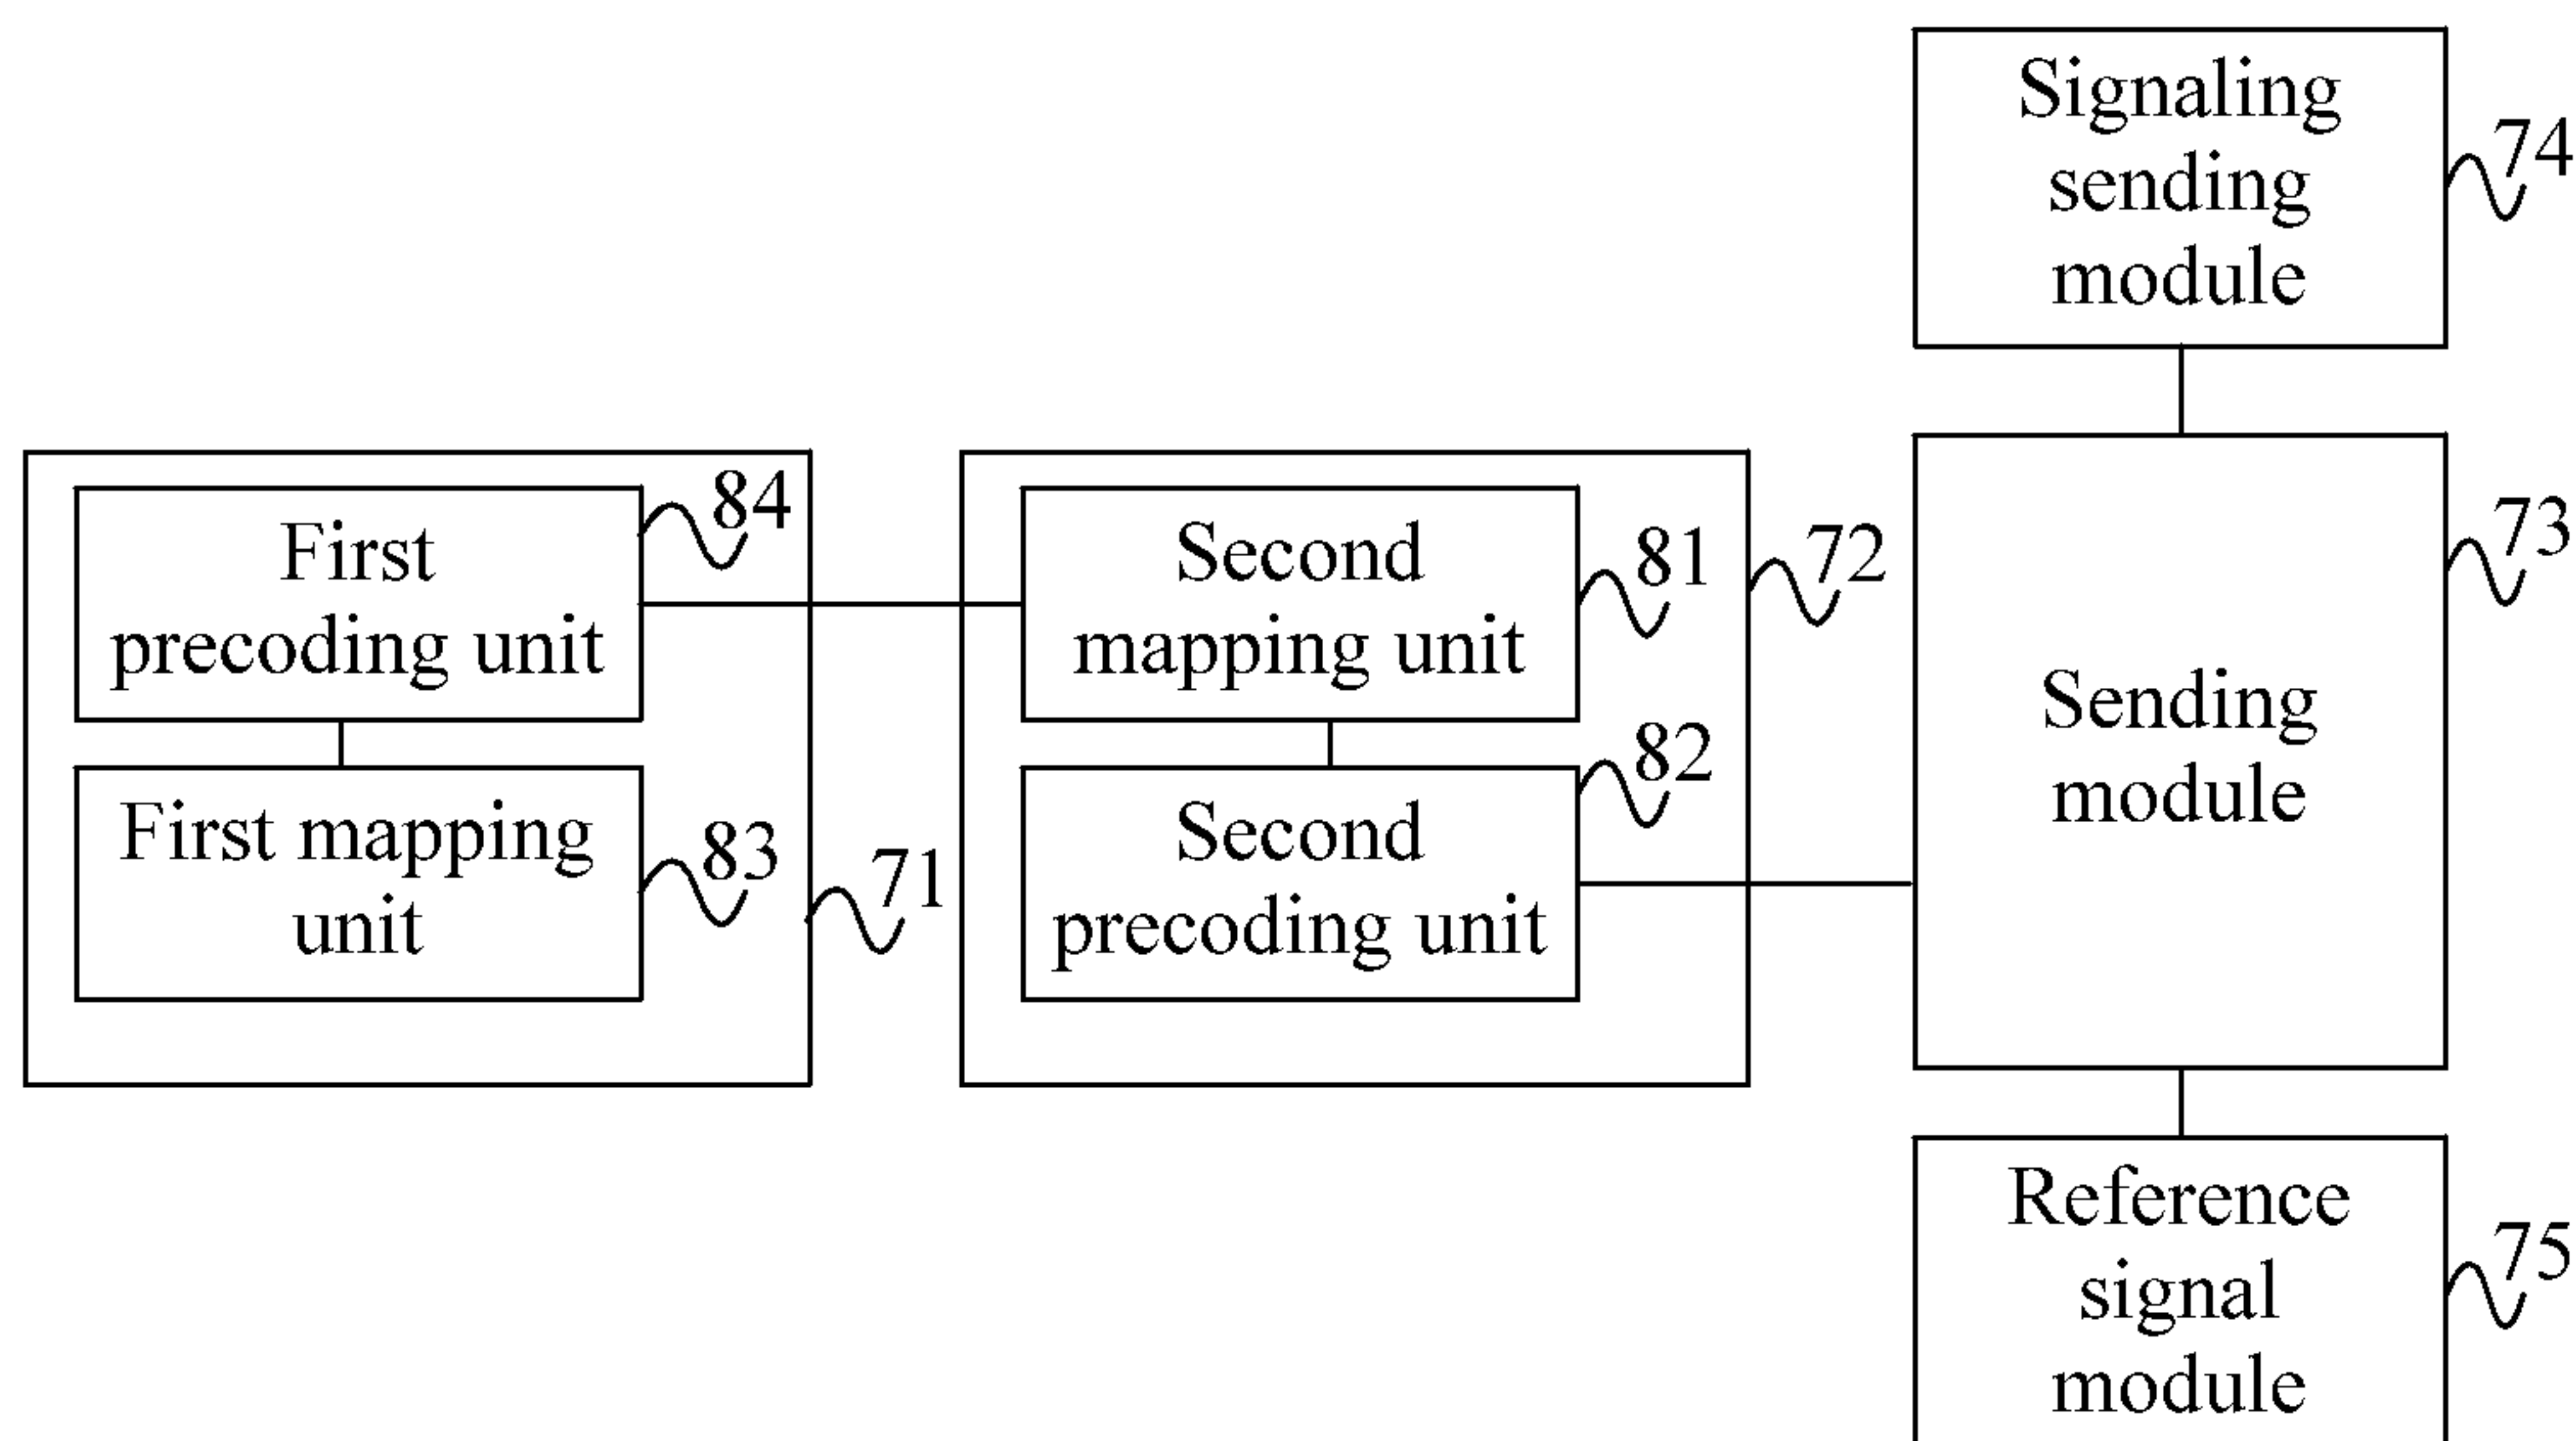 Signaling
sending
module
74
First
precoding unit
84
First mapping
unit
83
71
Second
mapping unit
81
Second
precoding unit
82
72
Sending
module
73
Reference
signal
module
75